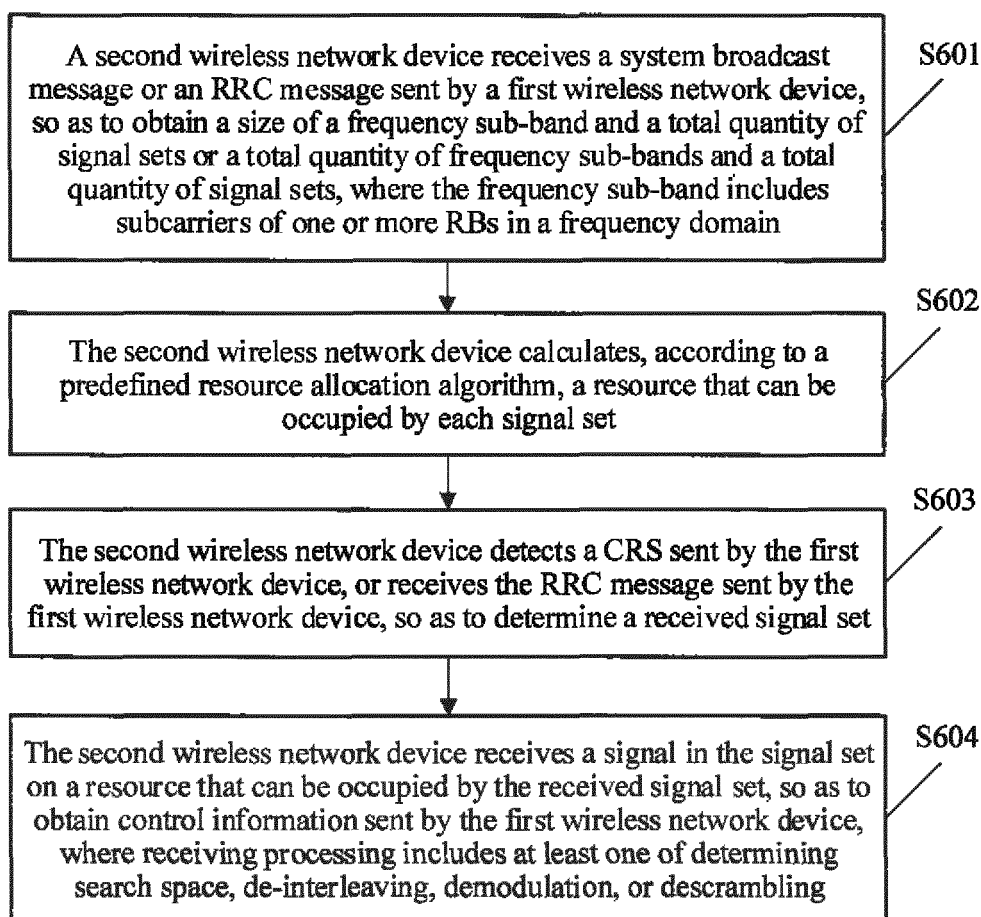 A second wireless network device receives a system broadcast
message or an RRC message sent by a first wireless network device,
so as to obtain a size of a frequency sub-band and a total quantity of
signal sets or a total quantity of frequency sub-bands and a total
quantity of signal sets, where the frequency sub-band includes
subcarriers of one or more RBs in a frequency domain
S601
The second wireless network device calculates, according to a
predefined resource allocation algorithm, a resource that can be
occupied by each signal set
S602
The second wireless network device detects a CRS sent by the first
wireless network device, or receives the RRC message sent by the
first wireless network device, so as to determine a received signal set
S603
The second wireless network device receives a signal in the signal set
on a resource that can be occupied by the received signal set, so as to
obtain control information sent by the first wireless network device,
where receiving processing includes at least one of determining
search space, de-interleaving, demodulation, or descrambling
S604